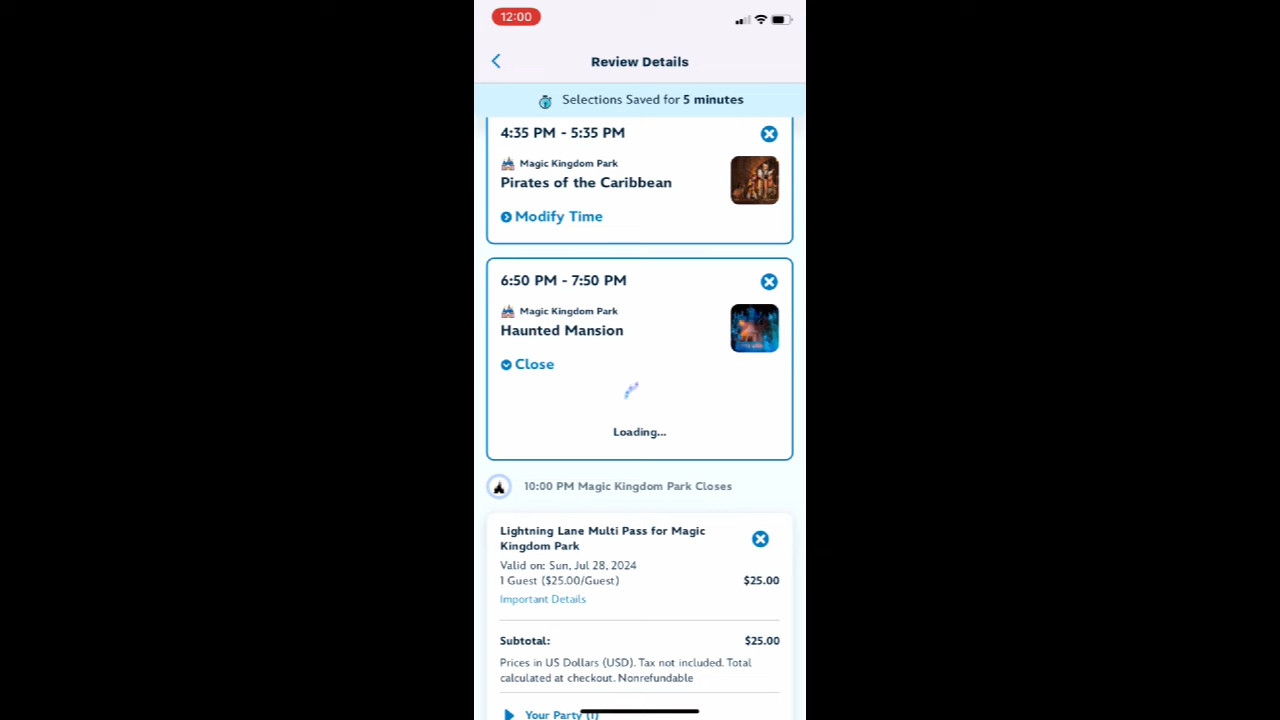 12:00
Review Details
Selections Saved for 5 minutes
4:35 PM - 5:35 PM
Magic Kingdom Park
Pirates of the Caribbean
Modify Time
6:50 PM - 7:50 PM
Magic Kingdom Park
Haunted Mansion
Close
Loading...
10:00 PM Magic Kingdom Park Closes
Lightning Lane Multi Pass for Magic
Kingdom Park
Valid on: Sun, Jul 28, 2024
1 Guest ($25.00/Guest) $25.00
Important Details
Subtotal: $25.00
Prices in US Dollars (USD). Tax not included. Total
calculated at checkout. Nonrefundable
Your Party (1)